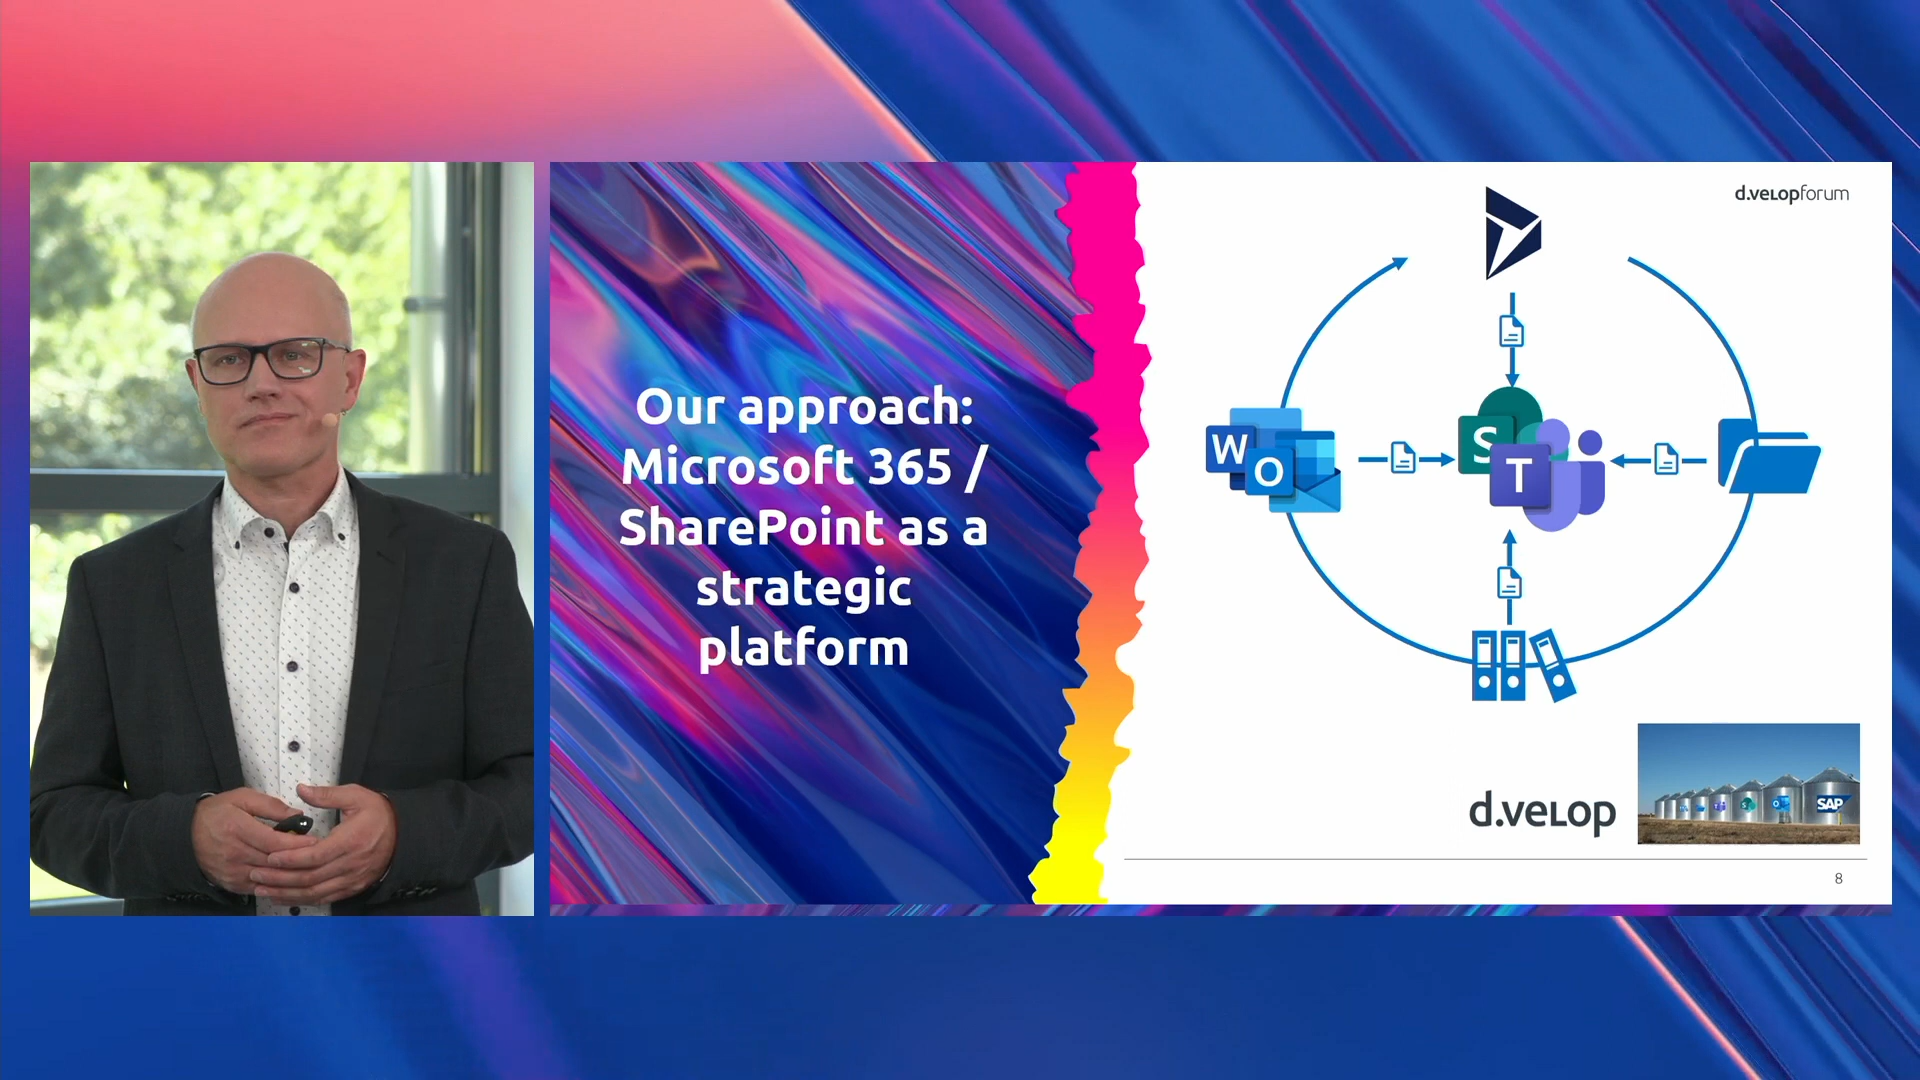 d.velopforum
Our approach:
Microsoft 365 /
SharePoint as a
strategic
platform
W
O
S
T
d.velop
SAP
8